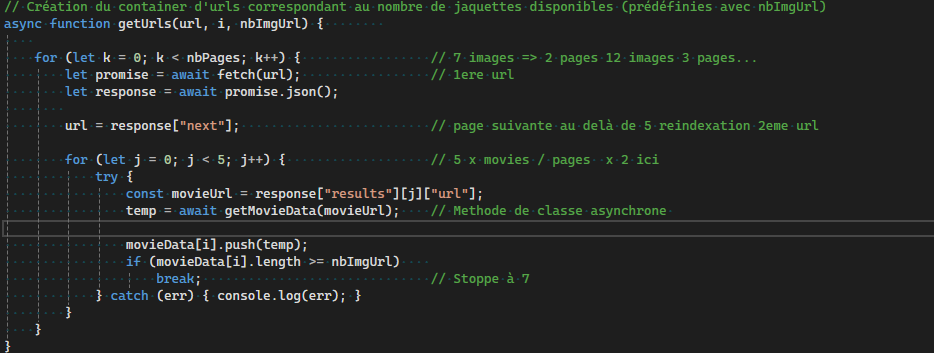 // Création du container d'urls correspondant au nombre de jaquettes disponibles (prédéfinies avec nbImgUrl)
async function getUrls(url, i, nbImgUrl) {
for (let k = 0; k < nbPages; k++) { // 7 images => 2 pages 12 images 3 pages...
let promise = await fetch(url); // 1ere url
let response = await promise.json();
url = response["next"]; // page suivante au delà de 5 reindexation 2eme url
for (let j = 0; j < 5; j++) { // 5 x movies / pages x 2 ici
try {
const movieUrl = response["results"][j]["url"];
temp = await getMovieData(movieUrl); // Methode de classe asynchrone
movieData[i].push(temp);
if (movieData[i].length >= nbImgUrl)
break; // Stoppe à 7
} catch (err) { console.log(err); }
}
}
}